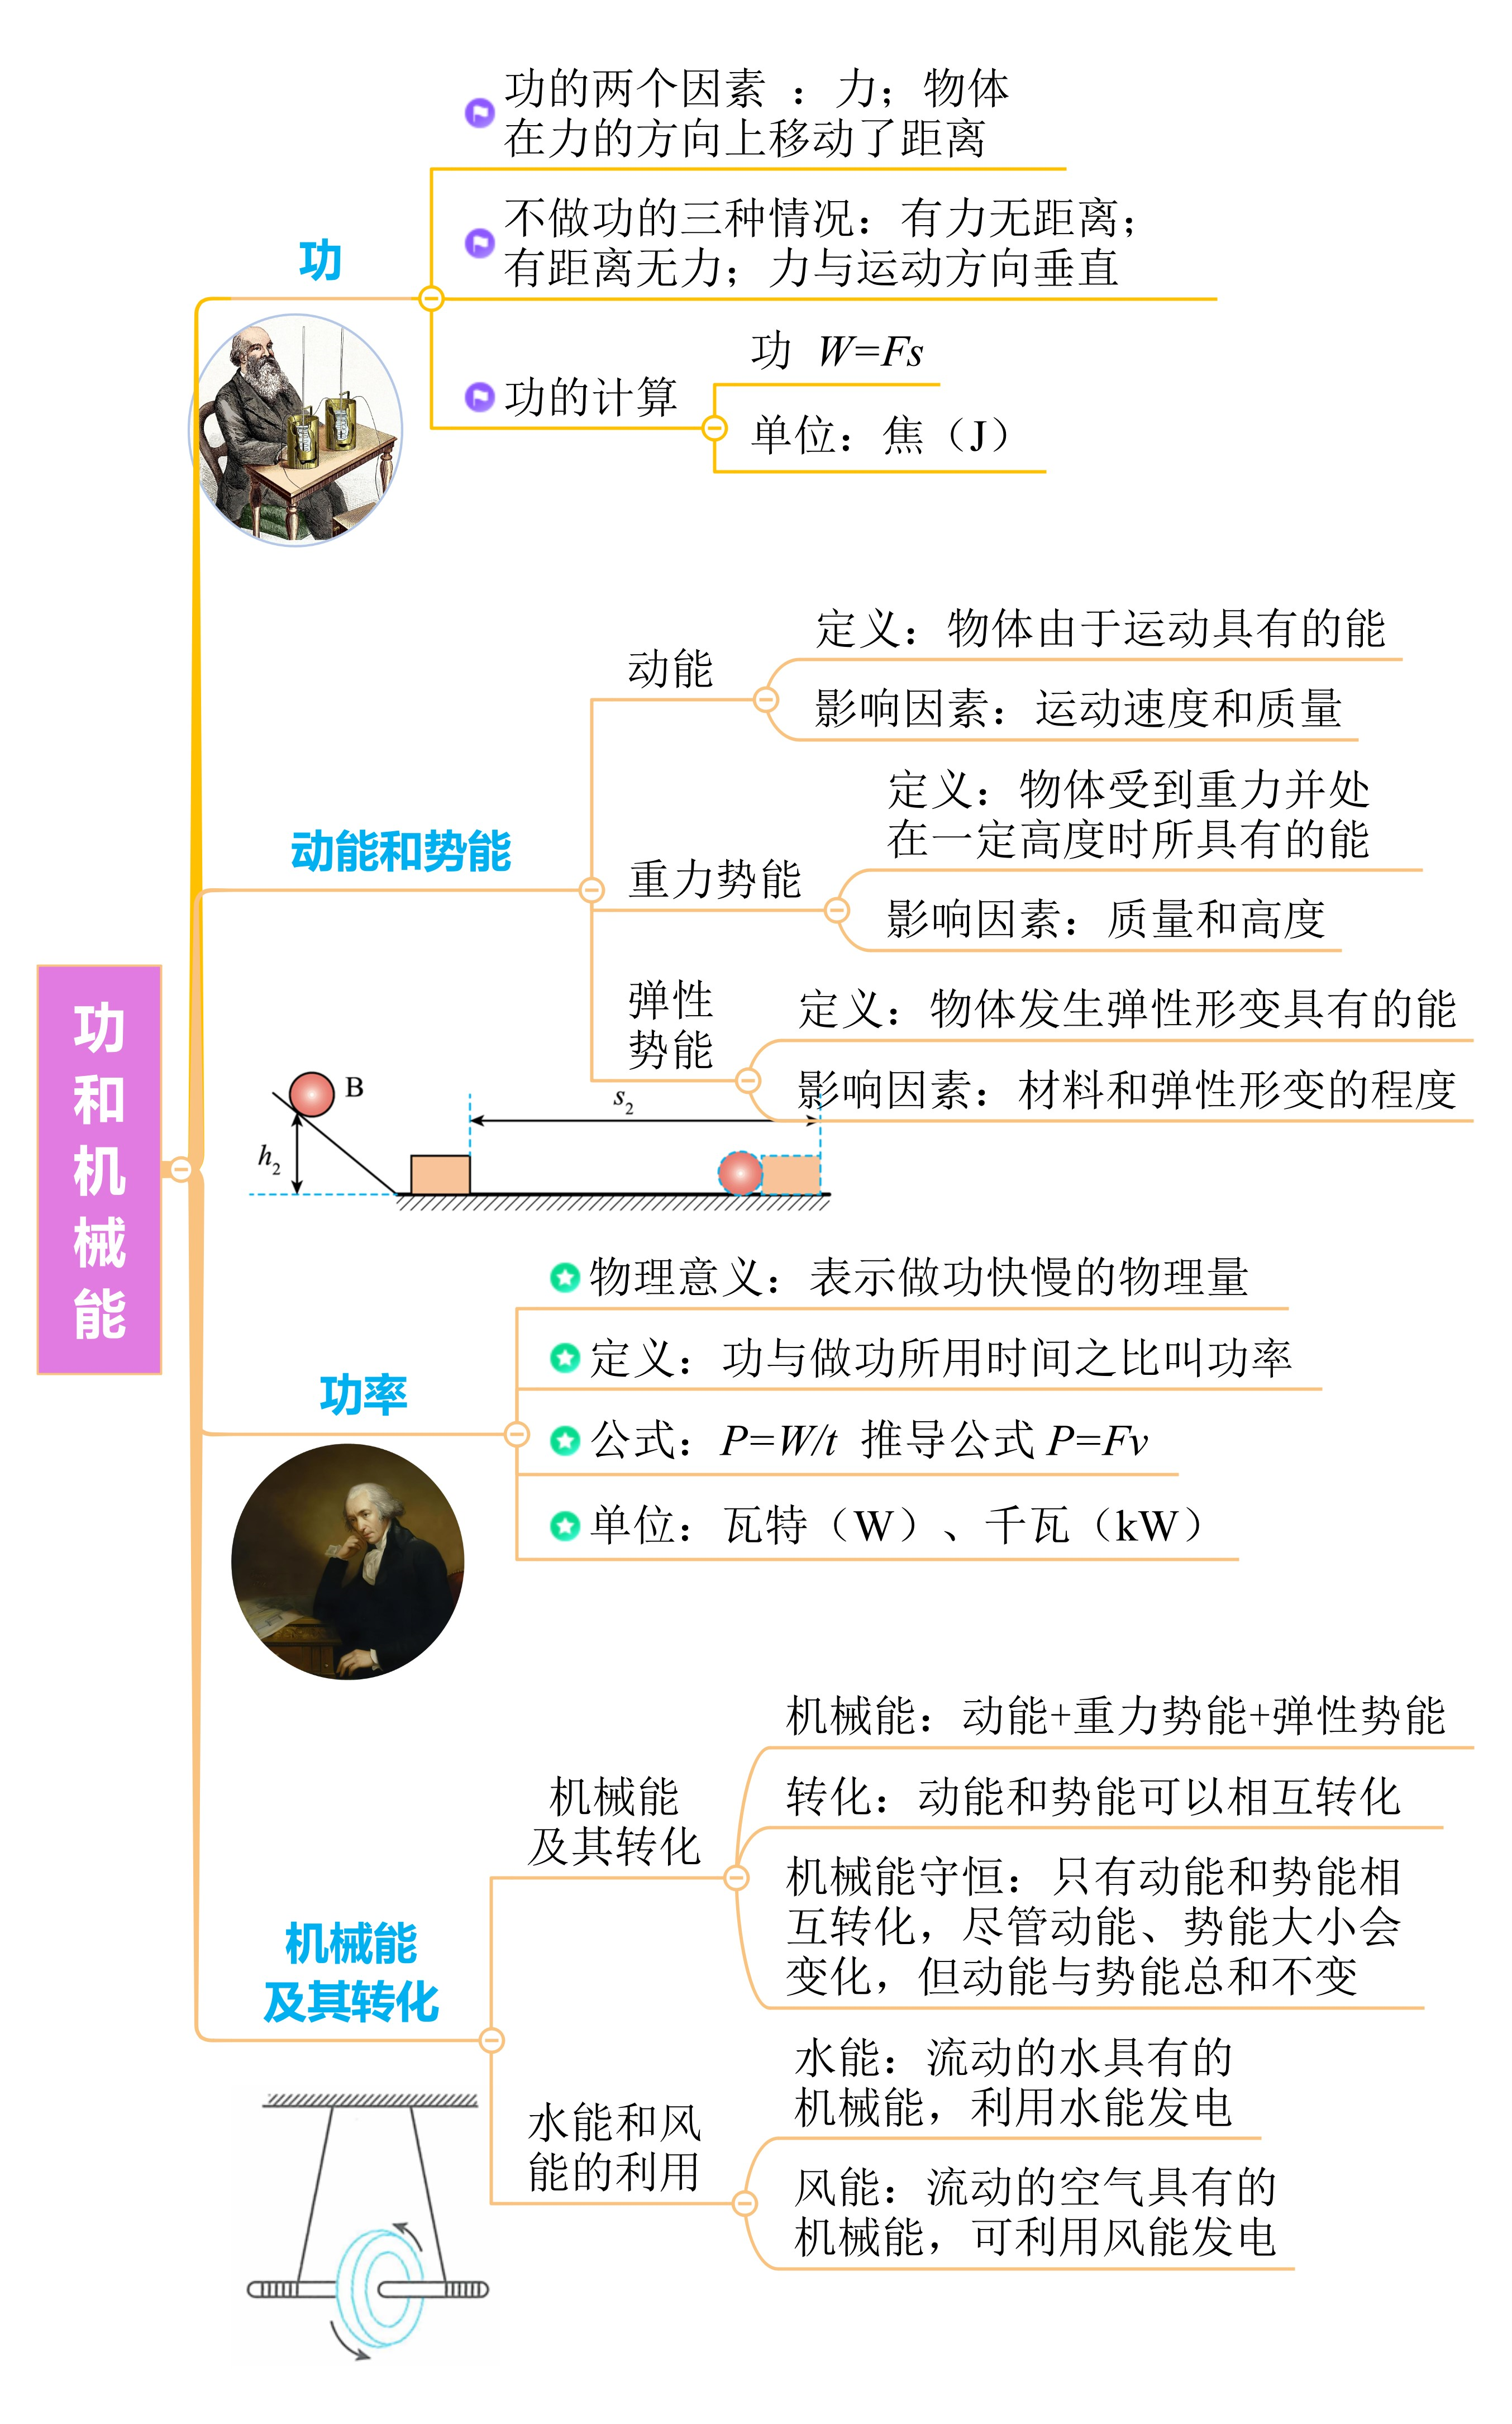 功的两个因素 ：力；物体
在力的方向上移动了距离
不做功的三种情况：有力无距离；
有距离无力；力与运动方向垂直
功
功 W=Fs
功的计算
单位：焦（J）
定义：物体由于运动具有的能
动能
影响因素：运动速度和质量
定义：物体受到重力并处
在一定高度时所具有的能
动能和势能
重力势能
影响因素：质量和高度
弹性
势能
定义：物体发生弹性形变具有的能
影响因素：材料和弹性形变的程度
功
和
机
械
能
B
s2
h2
物理意义：表示做功快慢的物理量
定义：功与做功所用时间之比叫功率
功率
公式：P=W/t 推导公式 P=Fv
单位：瓦特（W）、千瓦（kW）
机械能：动能+重力势能+弹性势能
机械能
及其转化
转化：动能和势能可以相互转化
机械能守恒：只有动能和势能相
互转化，尽管动能、势能大小会
变化，但动能与势能总和不变
机械能
及其转化
水能：流动的水具有的
机械能，利用水能发电
水能和风
能的利用
风能：流动的空气具有的
机械能，可利用风能发电